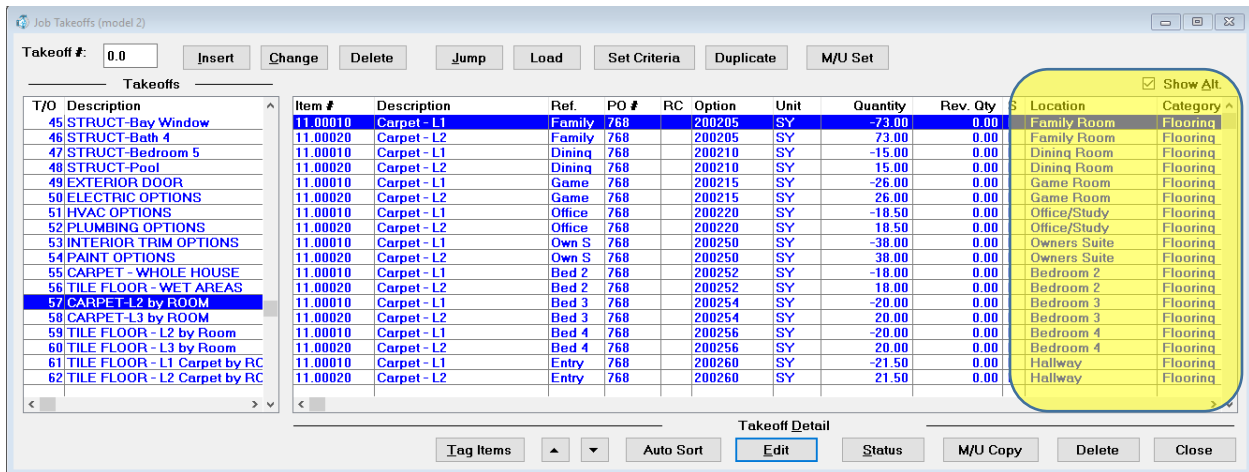 Job Takeoffs (model 2)
Takeoff #: 0.0 Insert Change Delete Jump Load Set Criteria Duplicate M/U Set
Takeoffs Show Alt.
T/O Description
45 STRUCT-Bay Window
46 STRUCT-Bath 4
47 STRUCT-Bedroom 5
48 STRUCT-Pool
49 EXTERIOR DOOR
50 ELECTRIC OPTIONS
51 HVAC OPTIONS
52 PLUMBING OPTIONS
53 INTERIOR TRIM OPTIONS
54 PAINT OPTIONS
55 CARPET - WHOLE HOUSE
56 TILE FLOOR - WET AREAS
57 CARPET-L2 by ROOM
58 CARPET-L3 by ROOM
59 TILE FLOOR - L2 by Room
60 TILE FLOOR - L3 by Room
61 TILE FLOOR - L1 Carpet by RO
62 TILE FLOOR - L2 Carpet by RO
Item # Description Ref. PO # RC Option Unit Quantity Rev. Qty S Location Category
11.00010 Carpet - L1 Family 768 200205 SY -73.00 0.00 Family Room Flooring
11.00020 Carpet - L2 Family 768 200205 SY 73.00 0.00 Family Room Flooring
11.00010 Carpet - L1 Dining 768 200210 SY -15.00 0.00 Dining Room Flooring
11.00020 Carpet - L2 Dining 768 200210 SY 15.00 0.00 Dining Room Flooring
11.00010 Carpet - L1 Game 768 200215 SY -26.00 0.00 Game Room Flooring
11.00020 Carpet - L2 Game 768 200215 SY 26.00 0.00 Game Room Flooring
11.00010 Carpet - L1 Office 768 200220 SY -18.50 0.00 Office/Study Flooring
11.00020 Carpet - L2 Office 768 200220 SY 18.50 0.00 Office/Study Flooring
11.00010 Carpet - L1 Own S 768 200250 SY -38.00 0.00 Owners Suite Flooring
11.00020 Carpet - L2 Own S 768 200250 SY 38.00 0.00 Owners Suite Flooring
11.00010 Carpet - L1 Bed 2 768 200252 SY -18.00 0.00 Bedroom 2 Flooring
11.00020 Carpet - L2 Bed 2 768 200252 SY 18.00 0.00 Bedroom 2 Flooring
11.00010 Carpet - L1 Bed 3 768 200254 SY -20.00 0.00 Bedroom 3 Flooring
11.00020 Carpet - L2 Bed 3 768 200254 SY 20.00 0.00 Bedroom 3 Flooring
11.00010 Carpet - L1 Bed 4 768 200256 SY -20.00 0.00 Bedroom 4 Flooring
11.00020 Carpet - L2 Bed 4 768 200256 SY 20.00 0.00 Bedroom 4 Flooring
11.00010 Carpet - L1 Entry 768 200260 SY -21.50 0.00 Hallway Flooring
11.00020 Carpet - L2 Entry 768 200260 SY 21.50 0.00 Hallway Flooring
Takeoff Detail
Tag Items Auto Sort Edit Status M/U Copy Delete Close